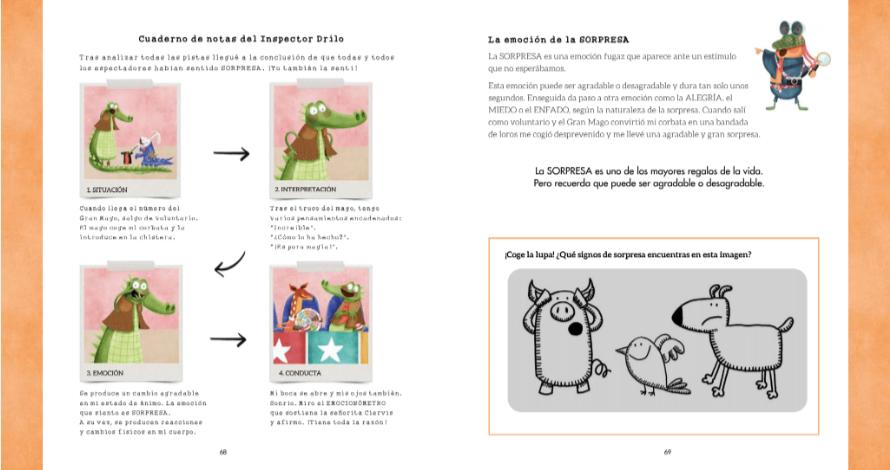 Cuaderno de notas del Inspector Drilo
Tras analizar todas las pistas llegué a la conclusión de que todas y todos
los espectadores habían sentido SORPRESA. ¡Yo también la sentí!
1. SITUACIÓN
Cuando llega el número del
Gran Mago, salgo de voluntario.
El mago coge mi corbata y la
introduce en la chistera.
2. INTERPRETACIÓN
Tras el truco del mago, tengo
varios pensamientos encadenados:
"Increíble".
"¿Cómo lo ha hecho?".
"¡Es pura magia!".
3. EMOCIÓN
Se produce un cambio agradable
en mi estado de ánimo. La emoción
que siento es SORPRESA.
A su vez, se producen reacciones
y cambios físicos en mi cuerpo.
4. CONDUCTA
Mi boca se abre y mis ojos también.
Sonrío. Miro el EMOCIONÓMETRO
que sostiene la señorita Ciervis
y afirmo. ¡Tiene toda la razón!
68
La emoción de la SORPRESA
La SORPRESA es una emoción fugaz que aparece ante un estímulo
que no esperábamos.
Esta emoción puede ser agradable o desagradable y dura tan solo unos
segundos. Enseguida da paso a otra emoción como la ALEGRÍA, el
MIEDO o el ENFADO, según la naturaleza de la sorpresa. Cuando salí
como voluntario y el Gran Mago convirtió mi corbata en una bandada
de loros me cogió desprevenido y me llevé una agradable y gran sorpresa.
La SORPRESA es uno de los mayores regalos de la vida.
Pero recuerda que puede ser agradable o desagradable.
¡Coge la lupa! ¿Qué signos de sorpresa encuentras en esta imagen?
69